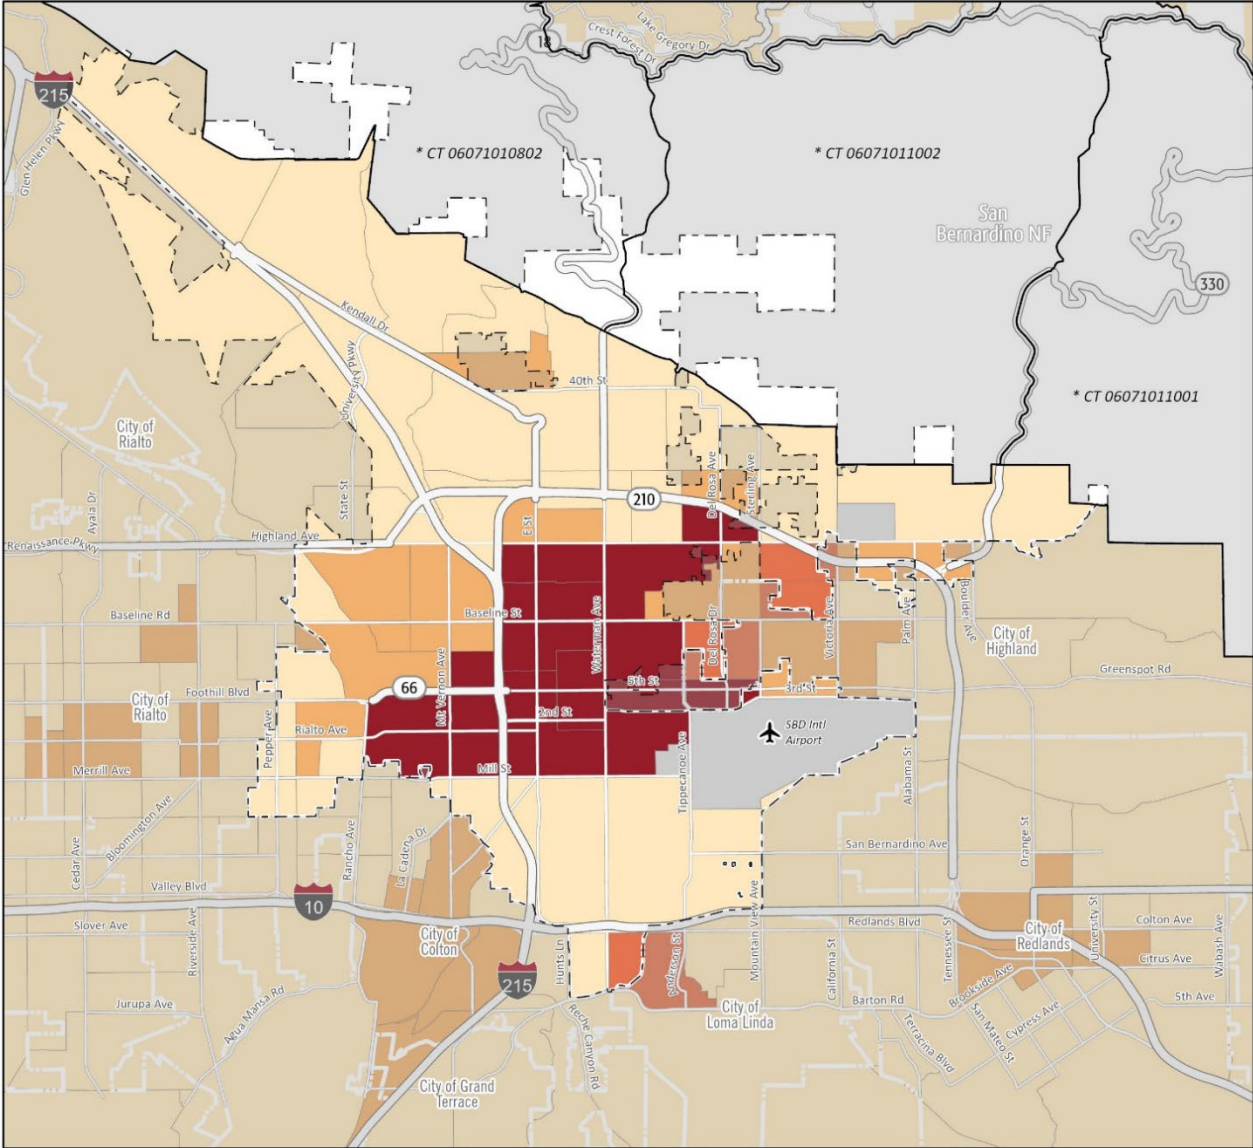 18
Crest Forest Dr
Lake Gregory Dr
215
Glen Helen Pkwy
* CT 06071010802
* CT 06071011002
San
Bernardino NF
330
Kendall Dr
University Pkwy
40th St
* CT 06071011001
City of
Rialto
Ayala Dr
State St
Del Rosa Ave
Sterling Ave
210
E St
Highland Ave
Renaissance Pkwy
Baseline St
Baseline Rd
Waterman Ave
Del Rosa Dr
Victoria Ave
Palm Ave
Boulder Ave
City of
Highland
Greenspot Rd
Mt Vernon Ave
66
5th St
3rd St
Foothill Blvd
City of
Rialto
Pepper Ave
Rialto Ave
2nd St
SBD Intl
Airport
Merrill Ave
Mill St
Tippecanoe Ave
Alabama St
Cedar Ave
Bloomington Ave
Rancho Ave
La Cadena Dr
2
San Bernardino Ave
Orange St
Valley Blvd
10
Mountain View Ave
Slover Ave
Riverside Ave
City of
Colton
Redlands Blvd
City of
Redlands
University St
Colton Ave
Citrus Ave
Wabash Ave
215
Hunts Ln
Anderson St
California St
Tennessee St
Brookside Ave
Jurupa Ave
Agua Mansa Rd
Reche Canyon Rd
City of
Loma Linda
Barton Rd
Terracina Blvd
San Mateo St
Cypress Ave
5th Ave
City of Grand
Terrace